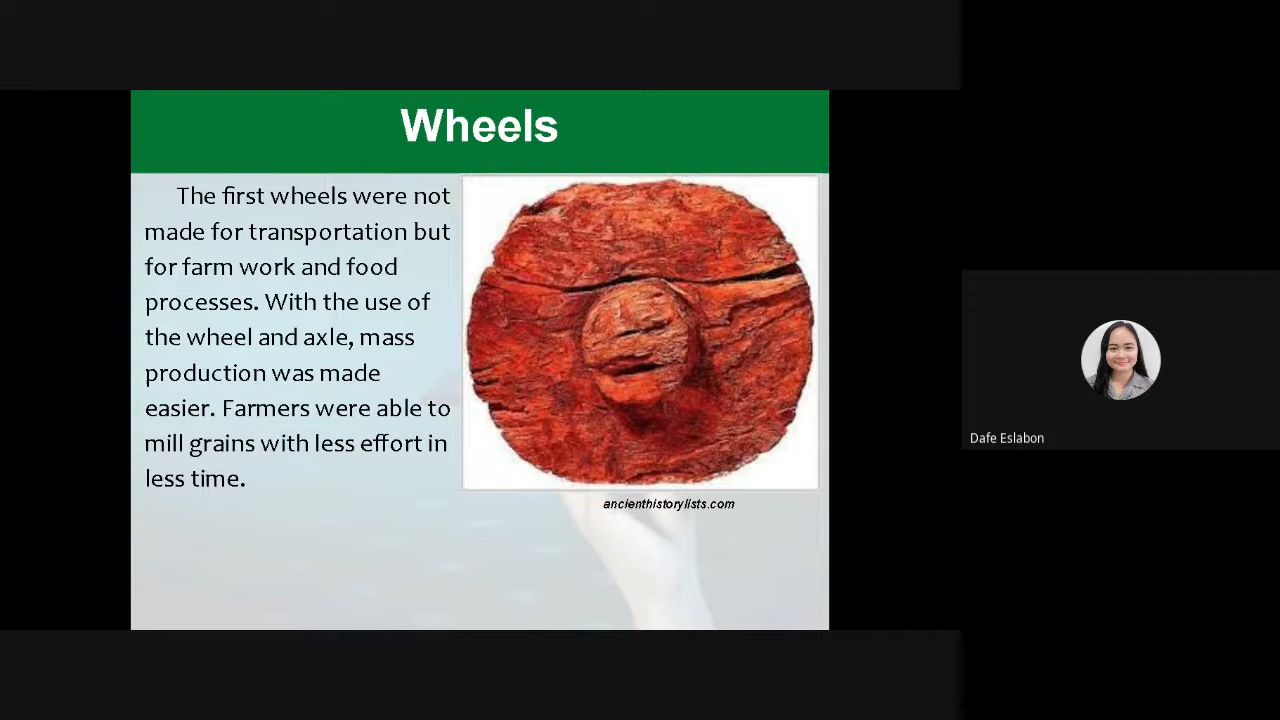 Wheels
The first wheels were not
made for transportation but
for farm work and food
processes. With the use of
the wheel and axle, mass
production was made
easier. Farmers were able to
mill grains with less effort in
less time.
ancienthistorylists.com
Dafe Eslabon